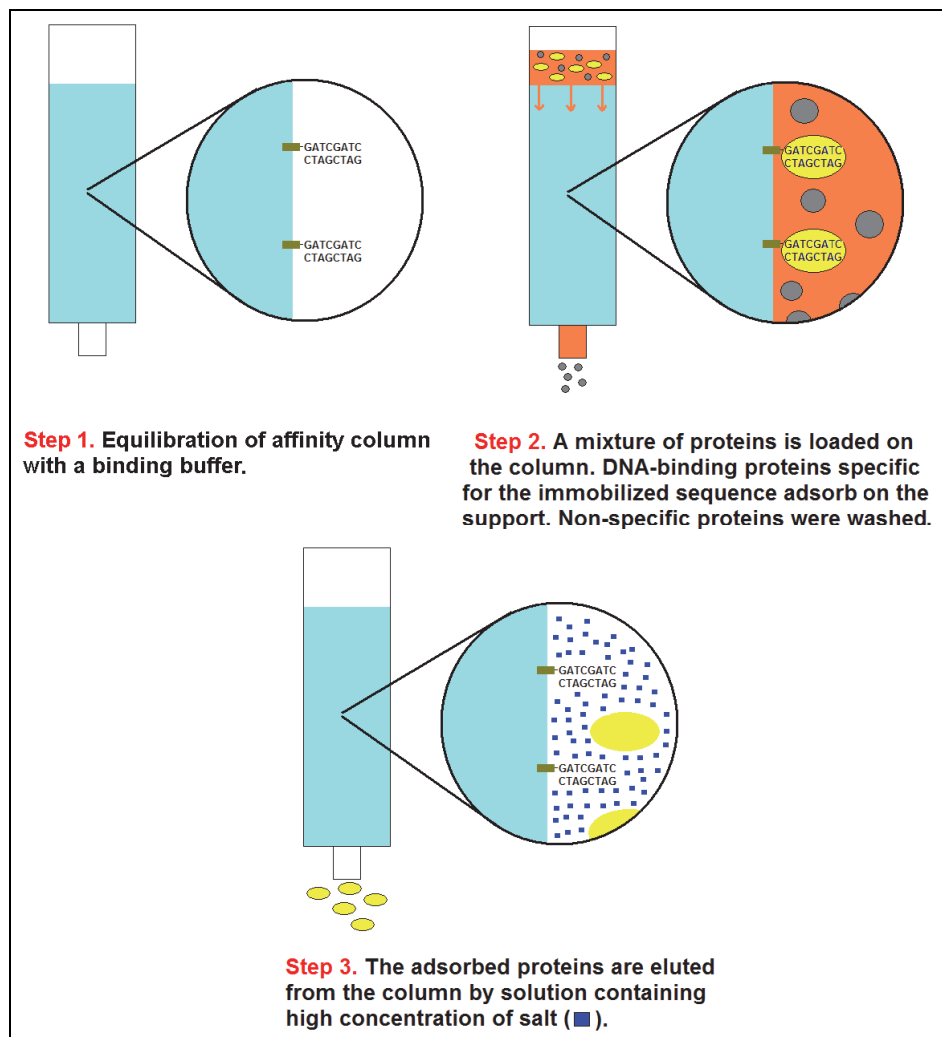 -GATCGATC
CTAGCTAG
-GATCGATC
CTAGCTAG
-GATCGATC
CTAGCTAG
-GATCGATC
CTAGCTAG
Step 1. Equilibration of affinity column
with a binding buffer.
Step 2. A mixture of proteins is loaded on
the column. DNA-binding proteins specific
for the immobilized sequence adsorb on the
support. Non-specific proteins were washed.
-GATCGATC
CTAGCTAG
-GATCGATC
CTAGCTAG
Step 3. The adsorbed proteins are eluted
from the column by solution containing
high concentration of salt ( ).